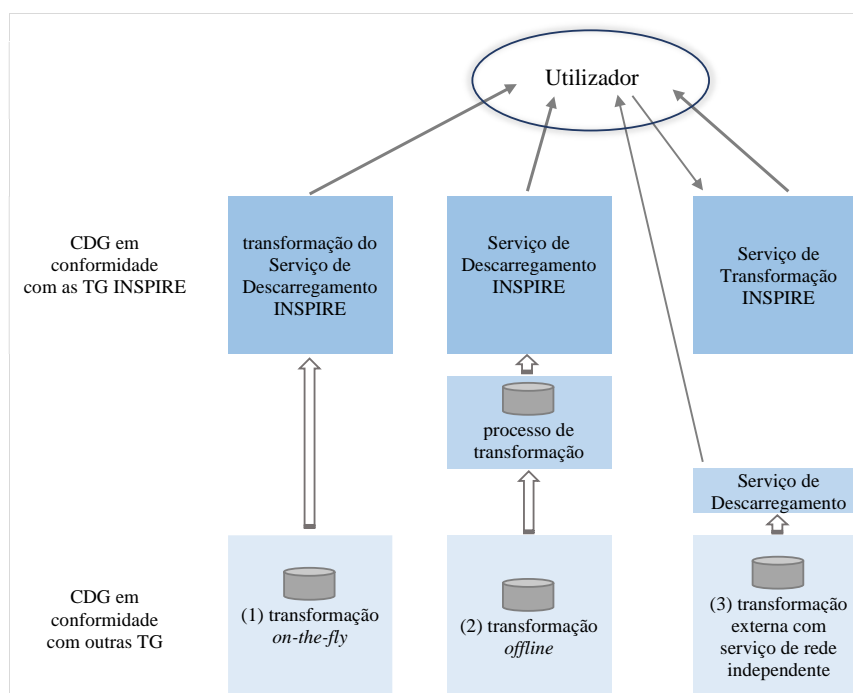 Utilizador
CDG em
conformidade
com as TG INSPIRE
transformação do
Serviço de
Descarregamento
INSPIRE
Serviço de
Descarregamento
INSPIRE
Serviço de
Transformação
INSPIRE
processo de
transformação
Serviço de
Descarregamento
CDG em
conformidade
com outras TG
(1) transformação
on-the-fly
(2) transformação
offline
(3) transformação
externa com
serviço de rede
independente